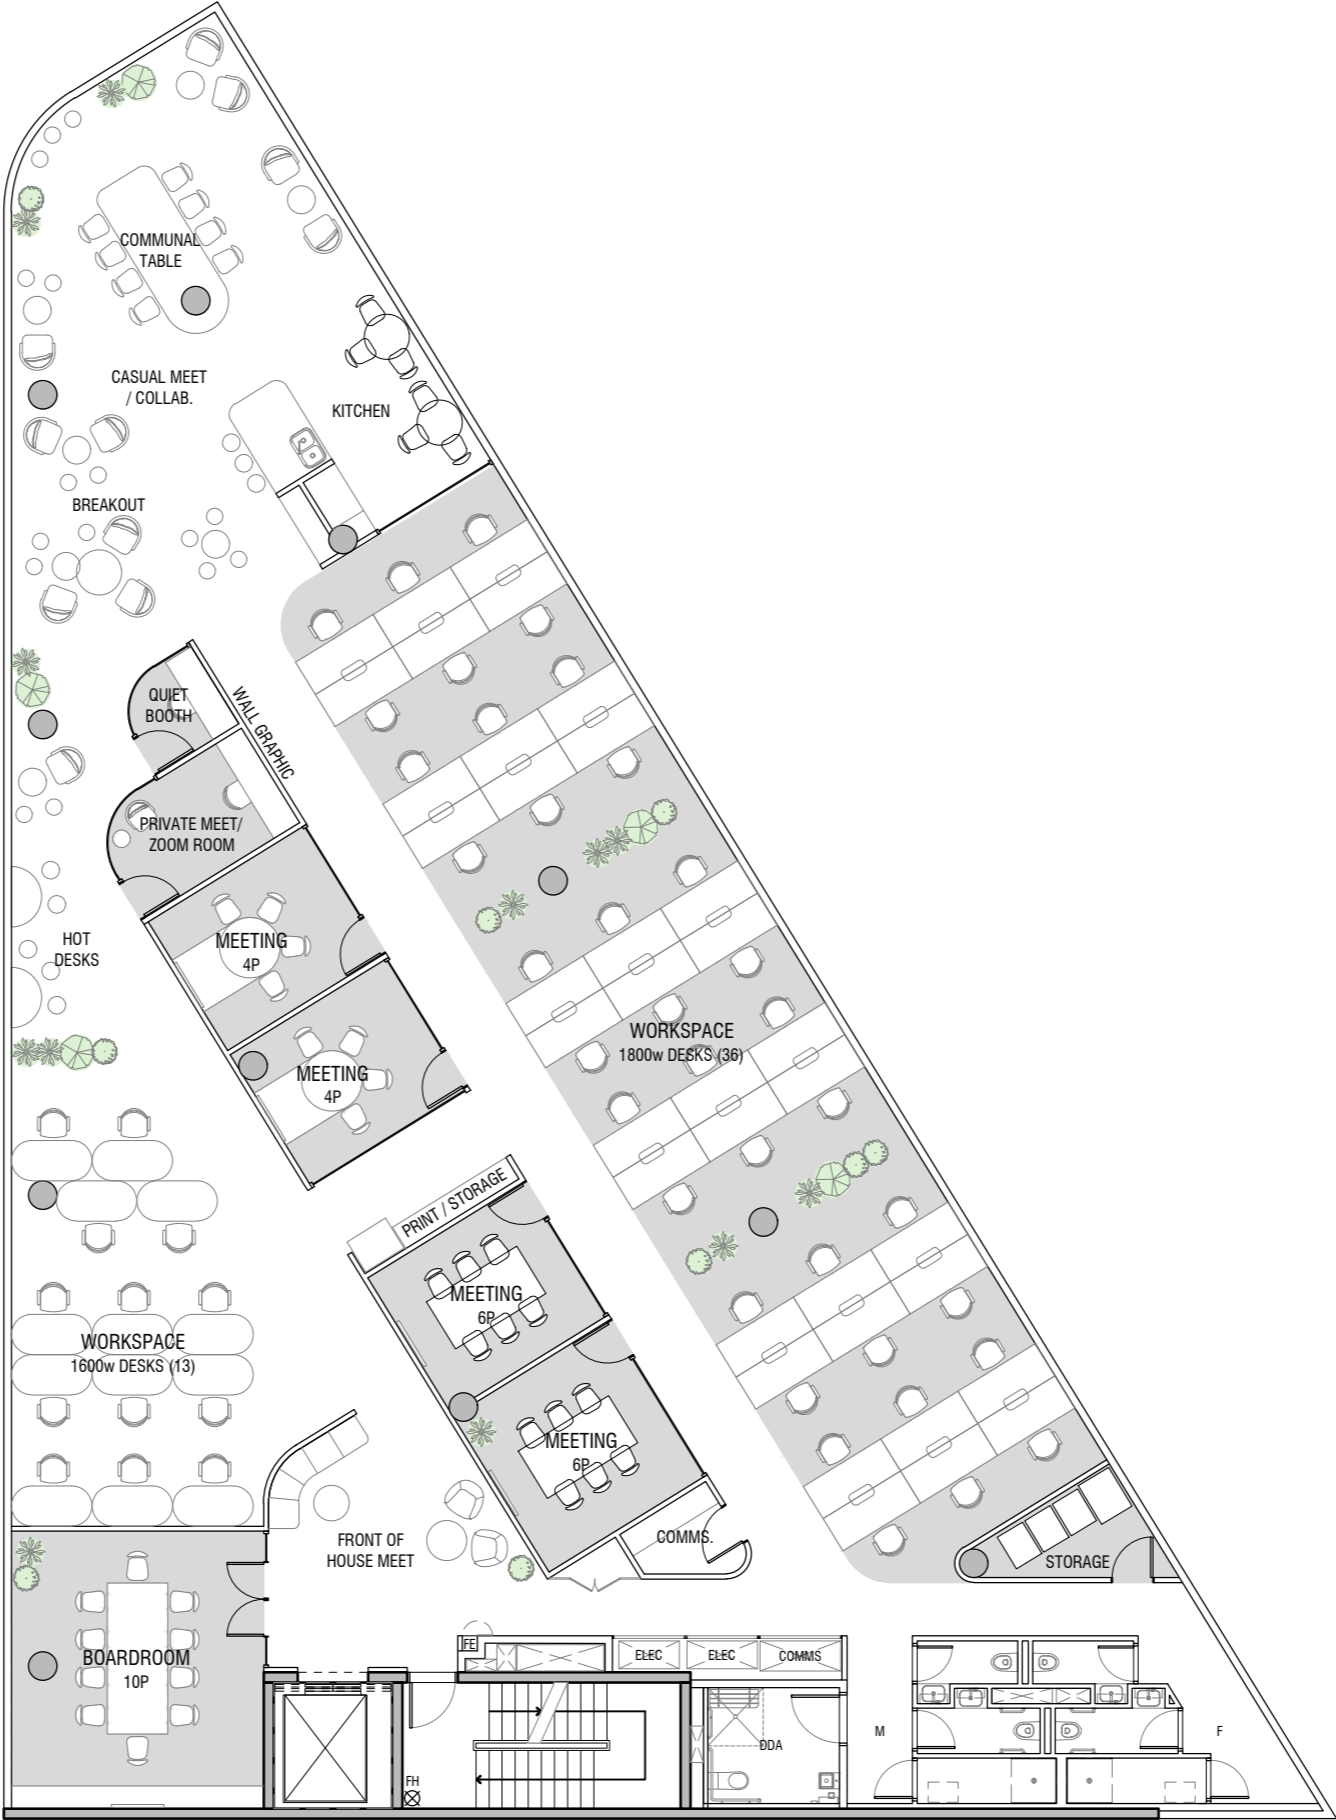 COMMUNAL
TABLE
CASUAL MEET
/ COLLAB.
KITCHEN
BREAKOUT
QUIET
BOOTH
WALL GRAPHIC
PRIVATE MEET/
ZOOM ROOM
MEETING
4P
HOT
DESKS
WORKSPACE
1800w DESKS (36)
MEETING
4P
PRINT / STORAGE
MEETING
6P
WORKSPACE
1600w DESKS (13)
MEETING
6P
COMMS.
FRONT OF
HOUSE MEET
STORAGE
BOARDROOM
10P
FE
ELEC
ELEC
COMMS
M
F
DDA
FH